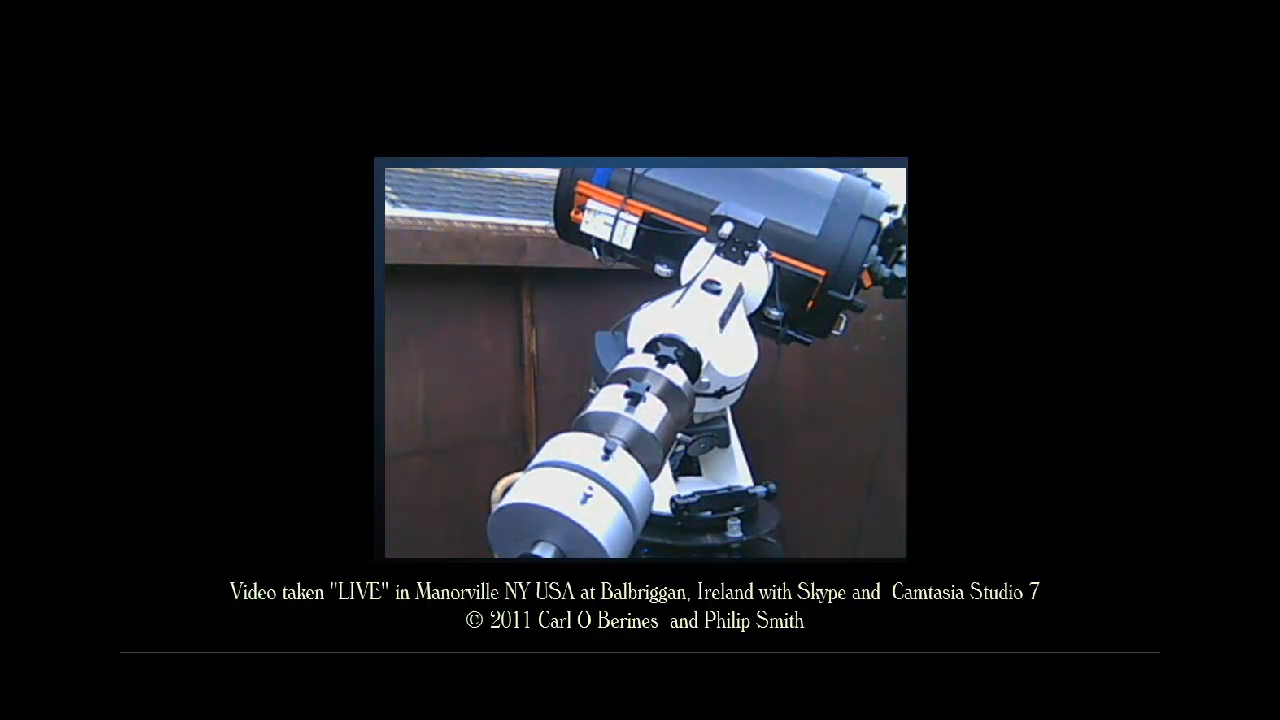 Video taken "LIVE" in Manorville NY USA at Balbriggan, Ireland with Skype and Camtasia Studio 7
© 2011 Carl O Berines and Philip Smith